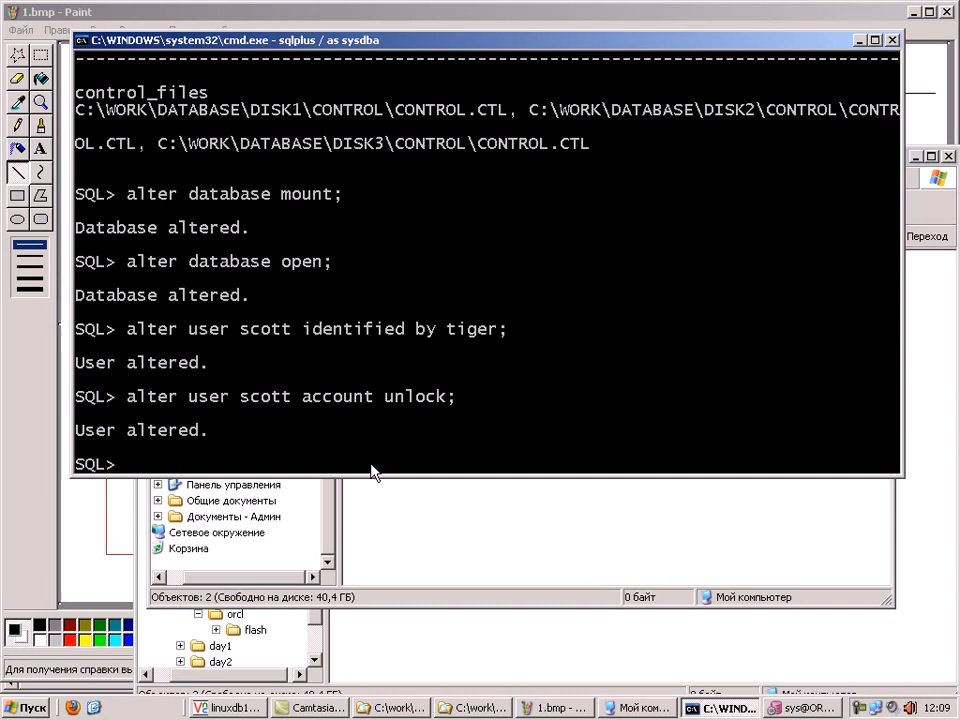 1.bmp - Paint
Файл
C:\WINDOWS\system32\cmd.exe - sqlplus / as sysdba
--------------------------------------------------------------------------------
control_files
C:\WORK\DATABASE\DISK1\CONTROL\CONTROL.CTL, C:\WORK\DATABASE\DISK2\CONTROL\CONTR
OL.CTL, C:\WORK\DATABASE\DISK3\CONTROL\CONTROL.CTL
SQL> alter database mount;
Database altered.
SQL> alter database open;
Database altered.
SQL> alter user scott identified by tiger;
User altered.
SQL> alter user scott account unlock;
User altered.
SQL>
Переход
Панель управления
Общие документы
Документы - Админ
Сетевое окружение
Корзина
Объектов: 2 (Свободно на диске: 40,4 ГБ)
0 байт
Мой компьютер
orcl
flash
day1
day2
Для получения справки вы
Пуск
linuxdb1...
Camtasia...
C:\work\...
C:\work\...
1.bmp - ...
Мой ком...
C:\WIND...
sys@OR...
12:09